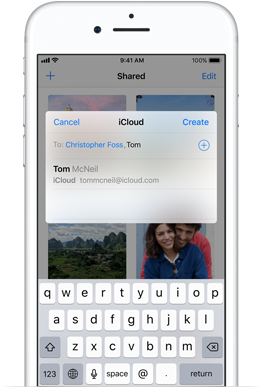 9:41 AM 100%
+ Shared Edit
Cancel iCloud Create
To: Christopher Foss, Tom +
Tom McNeil
iCloud tommcneil@icloud.com
q w e r t y u i o p
a s d f g h j k l
z x c v b n m
123 space @ . return